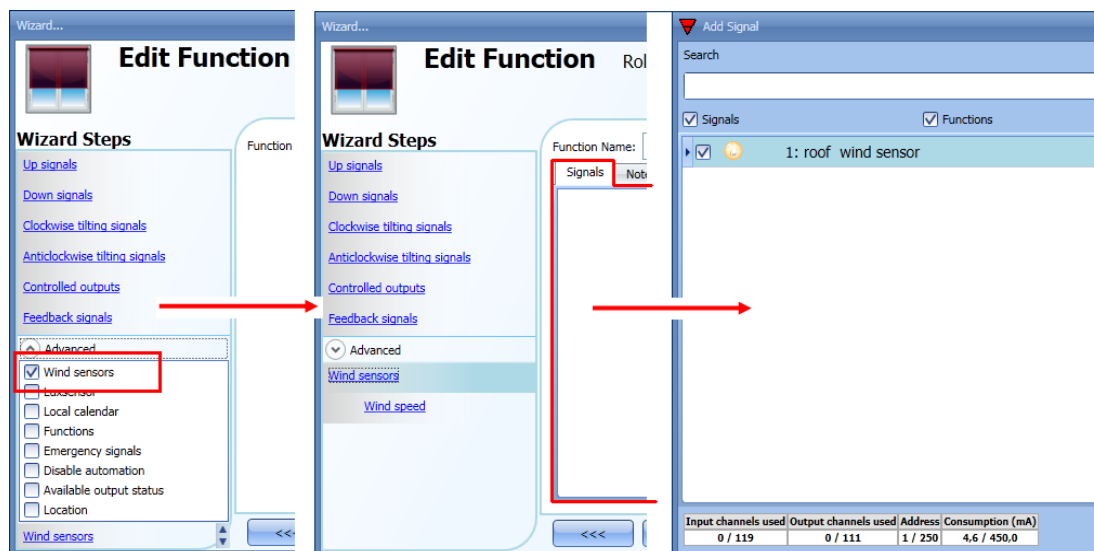 Wizard...
Edit Function
Wizard Steps
Up signals
Down signals
Clockwise tilting signals
Anticlockwise tilting signals
Controlled outputs
Feedback signals
Advanced
Wind sensors
Luxsensor
Local calendar
Functions
Emergency signals
Disable automation
Available output status
Location
Wind sensors
Function
<<<
Wizard...
Edit Function Rol
Wizard Steps
Up signals
Down signals
Clockwise tilting signals
Anticlockwise tilting signals
Controlled outputs
Feedback signals
Advanced
Wind sensors
Wind speed
Function Name:
Signals Note
<<<
Add Signal
Search
Signals Functions
1: roof wind sensor
Input channels used Output channels used Address Consumption (mA)
0 / 119 0 / 111 1 / 250 4,6 / 450,0